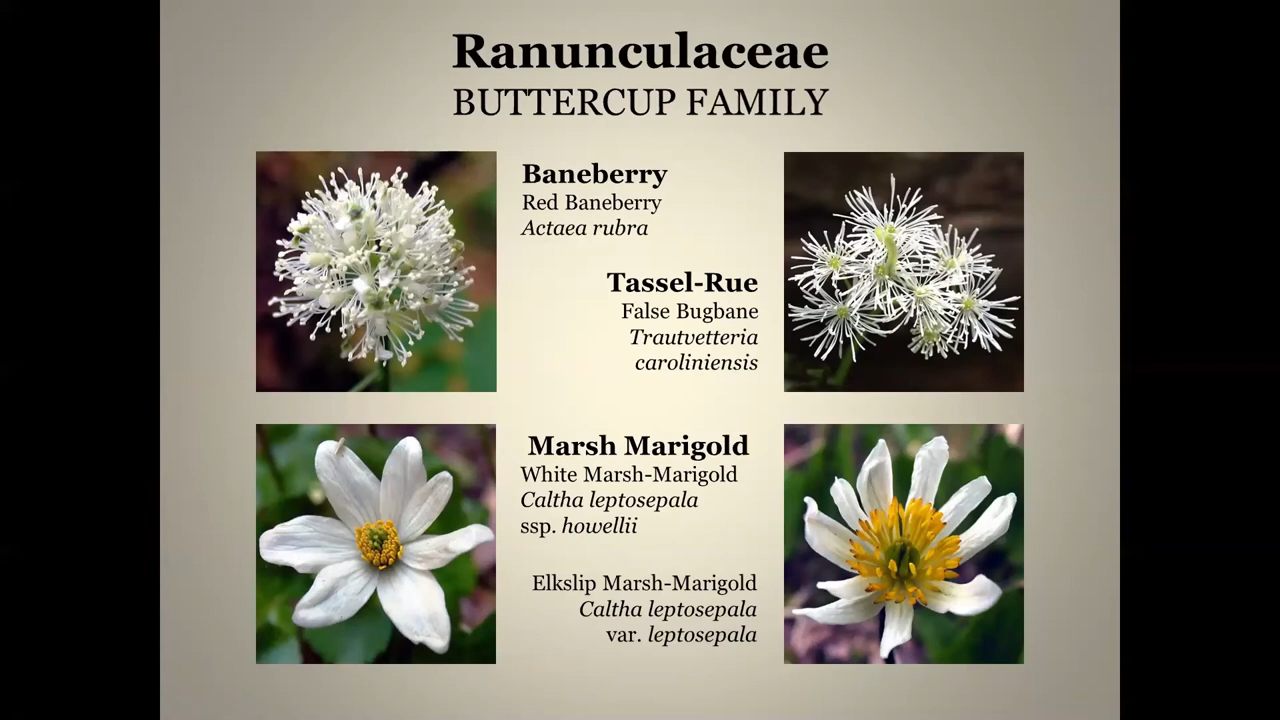 Ranunculaceae
BUTTERCUP FAMILY
Baneberry
Red Baneberry
Actaea rubra
Tassel-Rue
False Bugbane
Trautvetteria
caroliniensis
Marsh Marigold
White Marsh-Marigold
Caltha leptosepala
ssp. howellii
Elkslip Marsh-Marigold
Caltha leptosepala
var. leptosepala